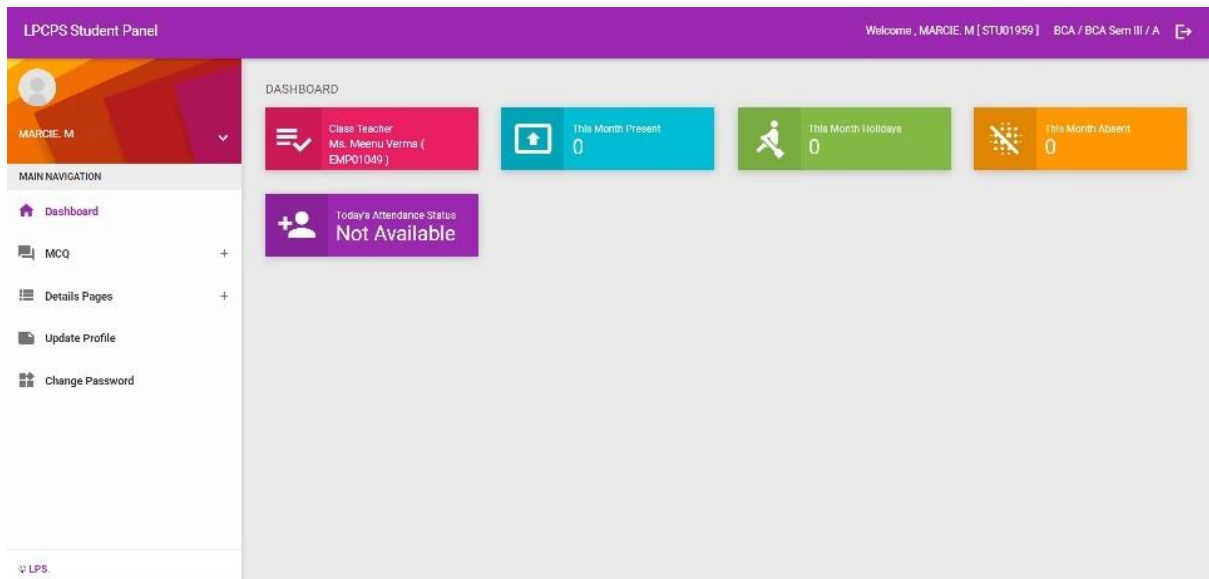 LPCPS Student Panel
Welcome , MARCIE. M [ STU01959 ] BCA / BCA Sem III / A
MARCIE. M
MAIN NAVIGATION
Dashboard
MCQ +
Details Pages +
Update Profile
Change Password
© LPS.
DASHBOARD
Class Teacher
Ms. Meenu Verma (
EMP01049 )
This Month Present
0
This Month Holidays
0
This Month Absent
0
Today's Attendance Status
Not Available